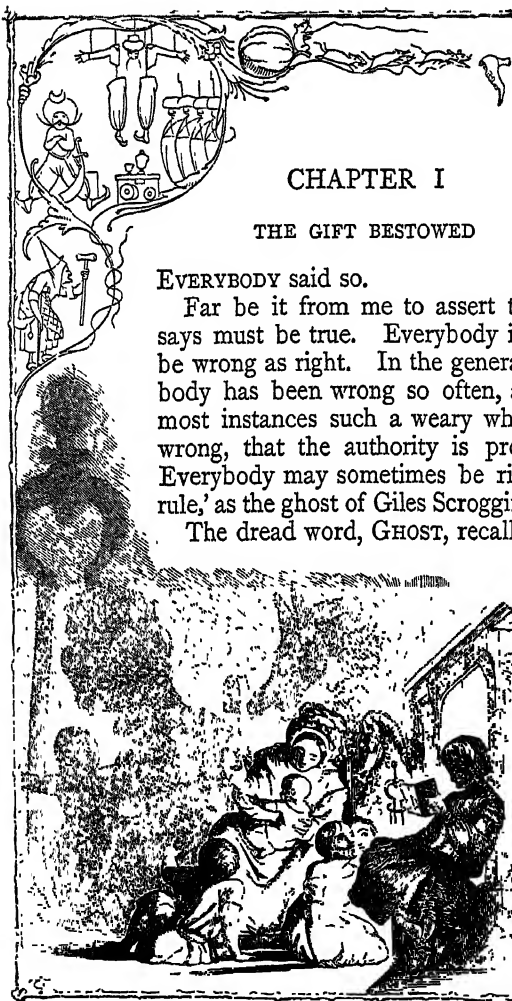 CHAPTER I
THE GIFT BESTOWED
EVERYBODY said so.
Far be it from me to assert t
says must be true. Everybody i
be wrong as right. In the genera
body has been wrong so often, a
most instances such a weary whi
wrong, that the authority is pro
Everybody may sometimes be ri
rule,' as the ghost of Giles Scroggi
The dread word, GHOST, recall